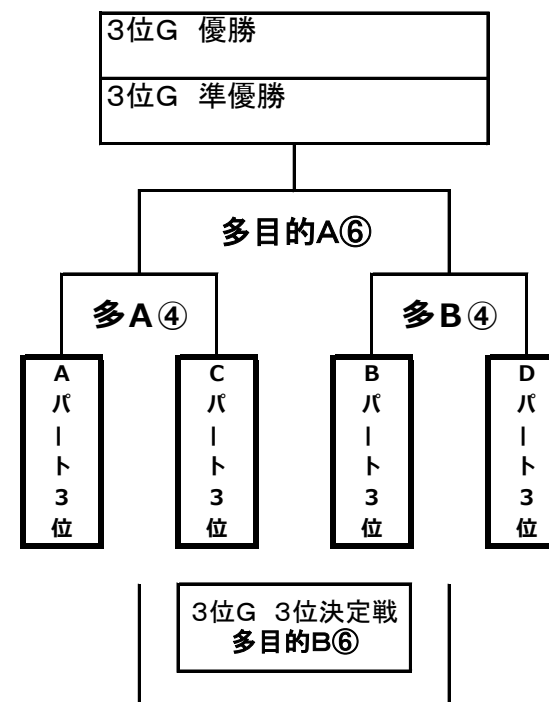 3位G 優勝
3位G 準優勝
多目的A⑥
多A④
多B④
Aパート3位
Cパート3位
Bパート3位
Dパート3位
3位G 3位決定戦
多目的B⑥